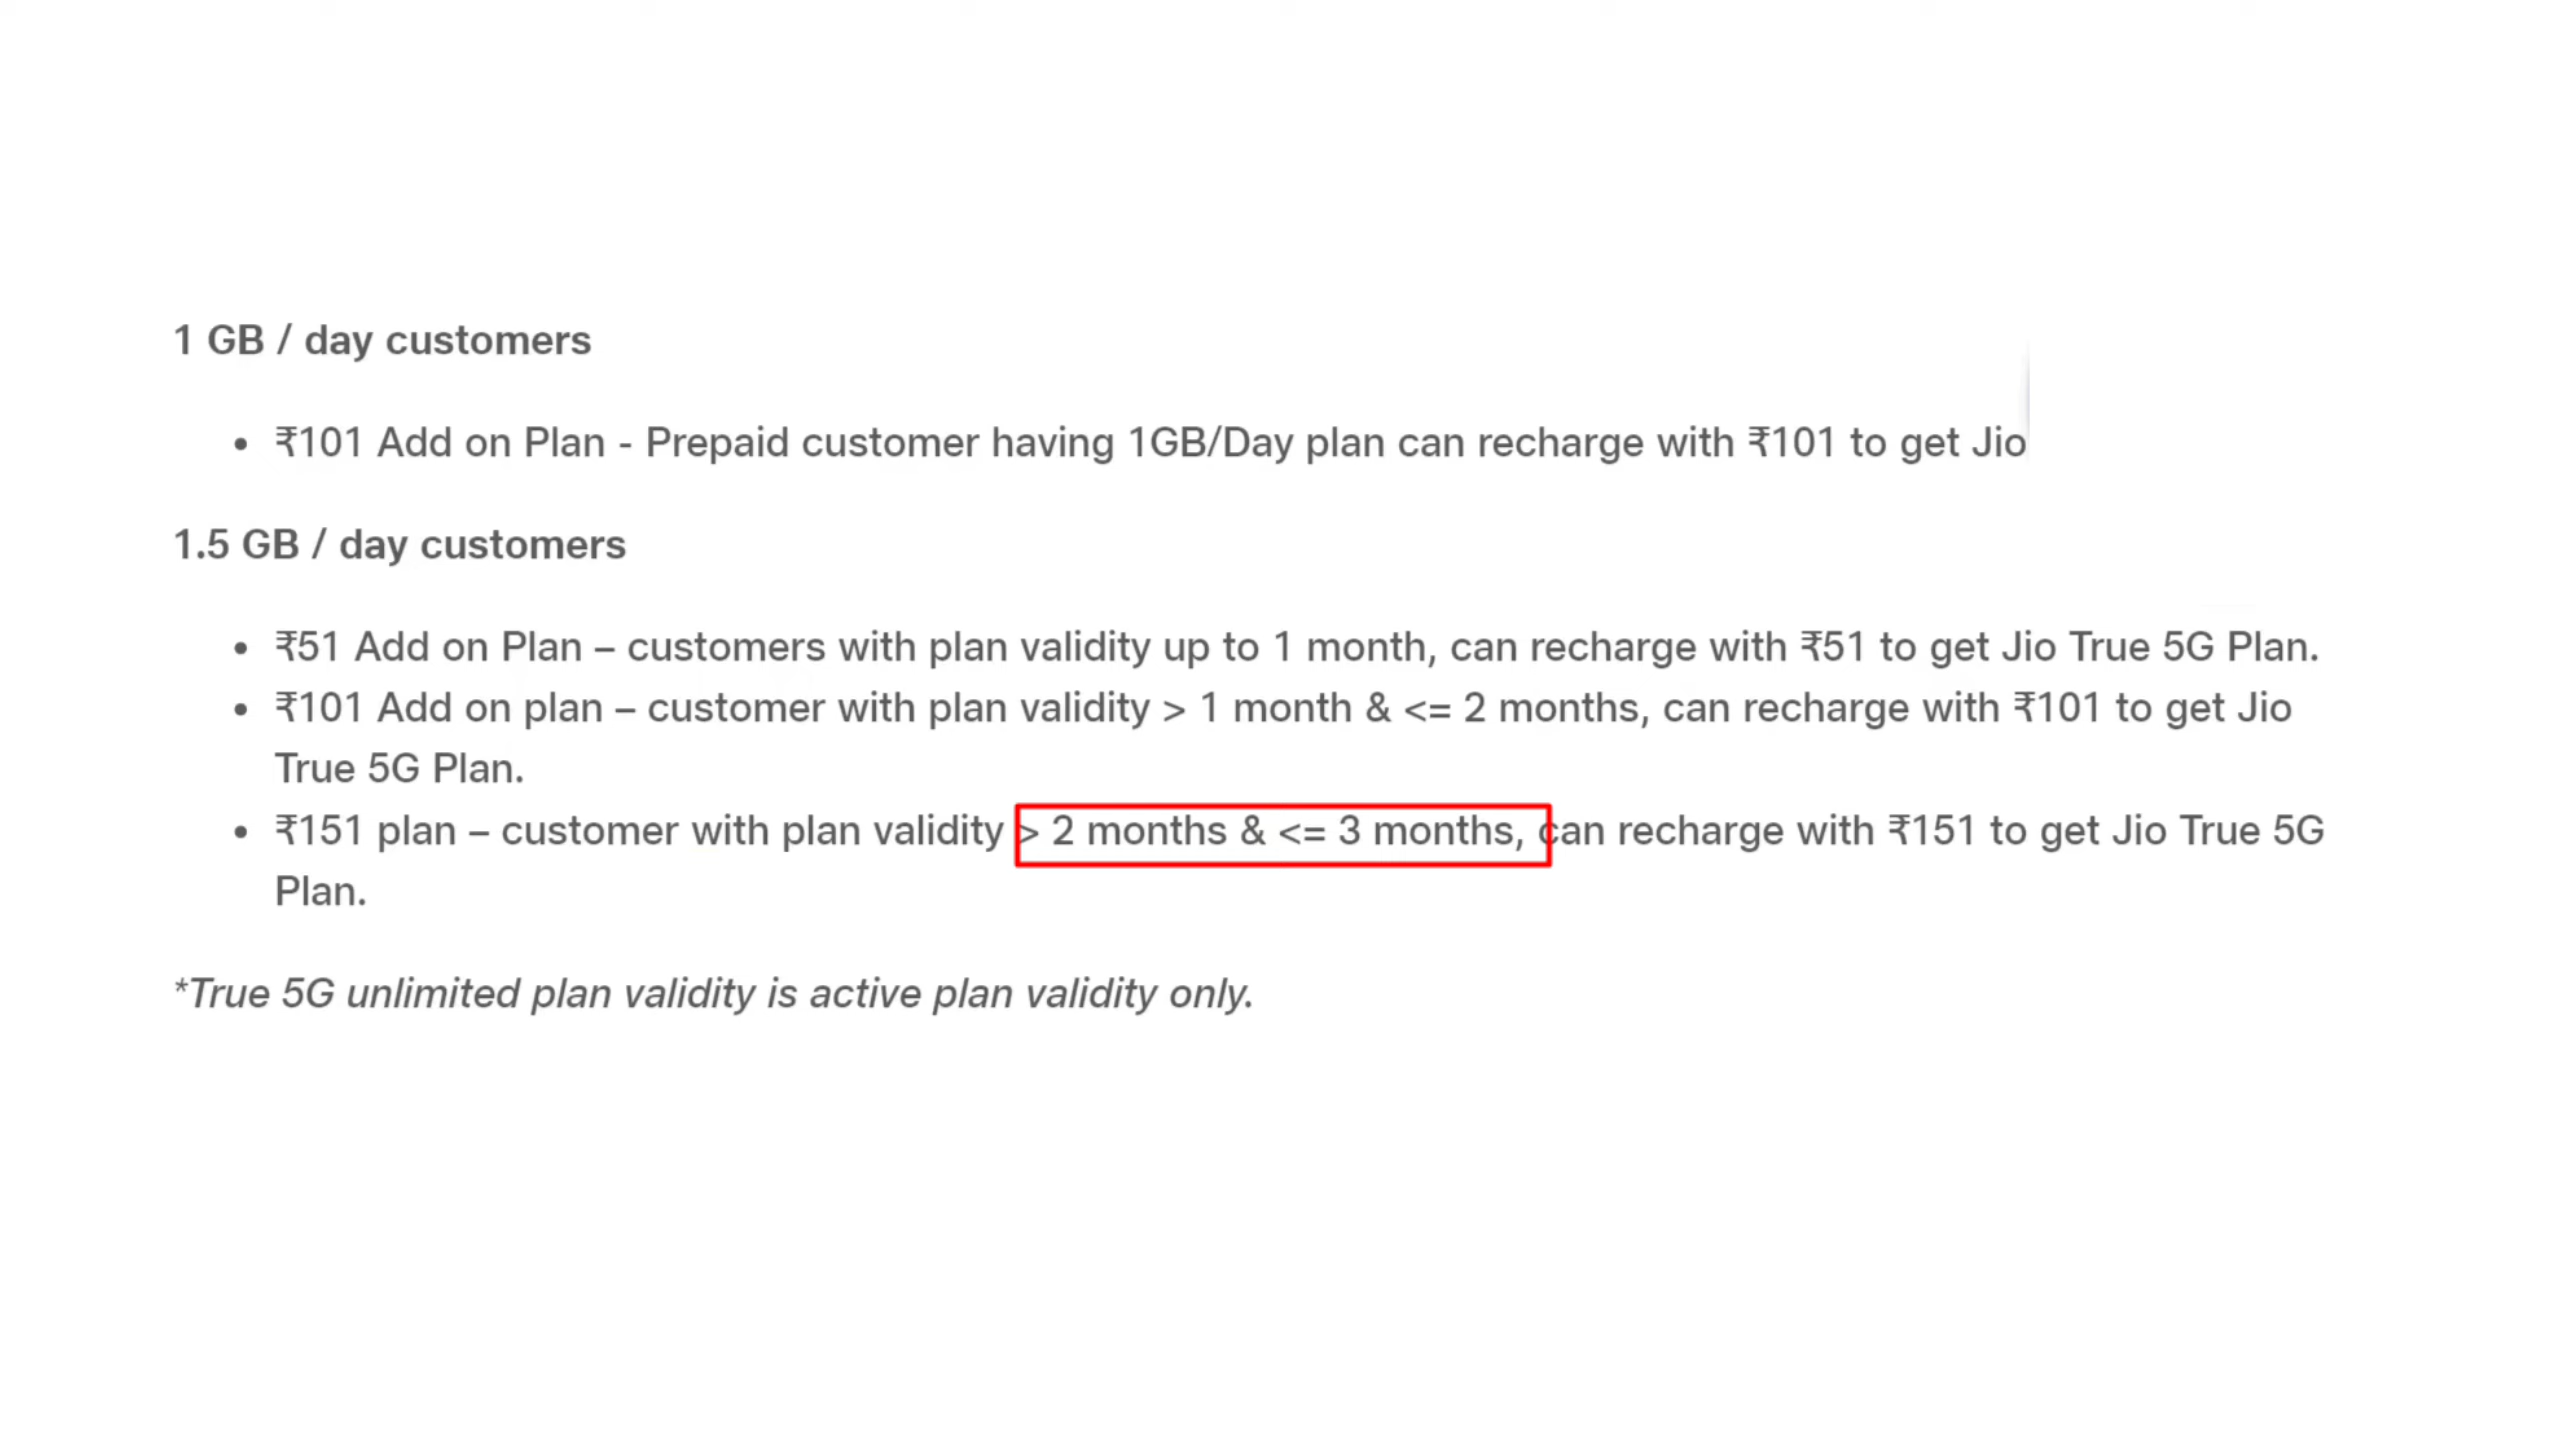 1 GB / day customers
• ₹101 Add on Plan - Prepaid customer having 1GB/Day plan can recharge with ₹101 to get Jio
1.5 GB / day customers
• ₹51 Add on Plan – customers with plan validity up to 1 month, can recharge with ₹51 to get Jio True 5G Plan.
• ₹101 Add on plan – customer with plan validity > 1 month & <= 2 months, can recharge with ₹101 to get Jio
True 5G Plan.
• ₹151 plan – customer with plan validity > 2 months & <= 3 months, can recharge with ₹151 to get Jio True 5G
Plan.
*True 5G unlimited plan validity is active plan validity only.